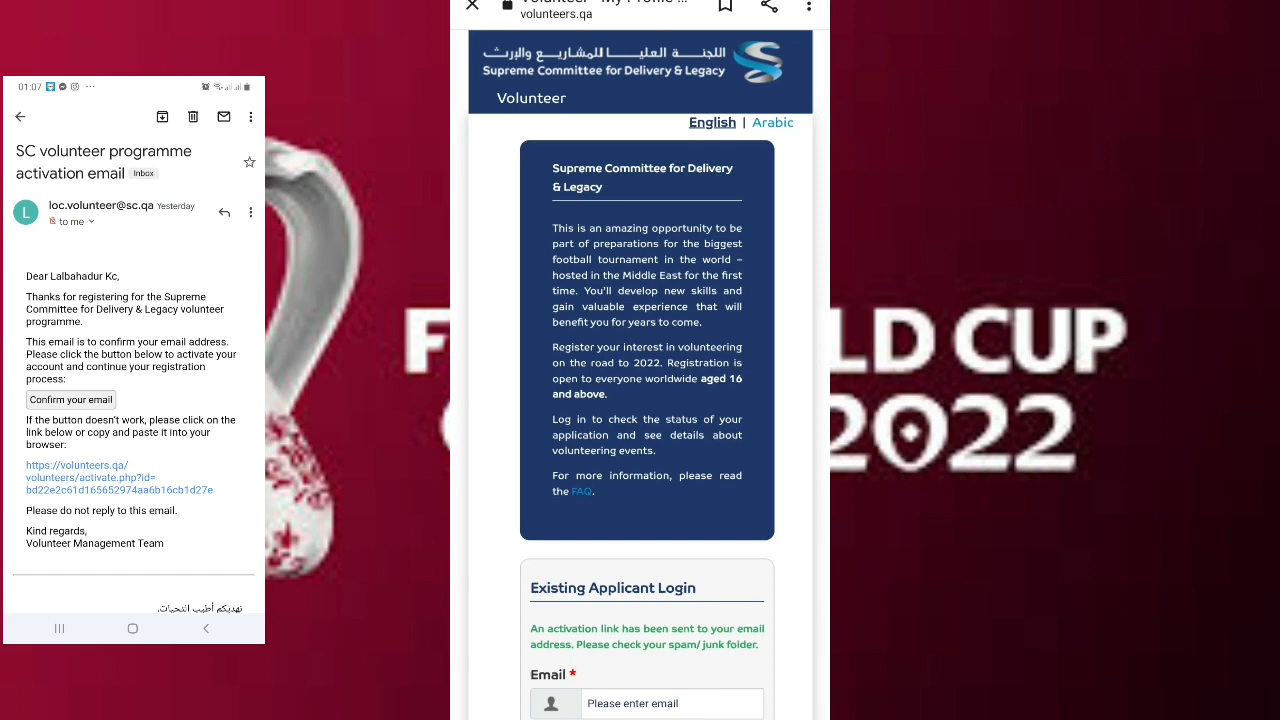 01:07
SC volunteer programme
activation email Inbox
L
loc.volunteer@sc.qa Yesterday
to me
Dear Lalbahadur Kc,
Thanks for registering for the Supreme
Committee for Delivery & Legacy volunteer
programme.
This email is to confirm your email address.
Please click the button below to activate your
account and continue your registration
process:
Confirm your email
If the button doesn't work, please click on the
link below or copy and paste it into your
browser:
https://volunteers.qa/
volunteers/activate.php?id=
bd22e2c61d165652974aa6b16cb1d27e
Please do not reply to this email.
Kind regards,
Volunteer Management Team
نهديكم أطيب التحيات،
volunteers.qa
اللجنة العليا للمشاريع والإرث
Supreme Committee for Delivery & Legacy
Volunteer
English | Arabic
Supreme Committee for Delivery
& Legacy
This is an amazing opportunity to be
part of preparations for the biggest
football tournament in the world –
hosted in the Middle East for the first
time. You'll develop new skills and
gain valuable experience that will
benefit you for years to come.
Register your interest in volunteering
on the road to 2022. Registration is
open to everyone worldwide aged 16
and above.
Log in to check the status of your
application and see details about
volunteering events.
For more information, please read
the FAQ.
Existing Applicant Login
An activation link has been sent to your email
address. Please check your spam/ junk folder.
Email *
Please enter email
F
LD CUP
2022